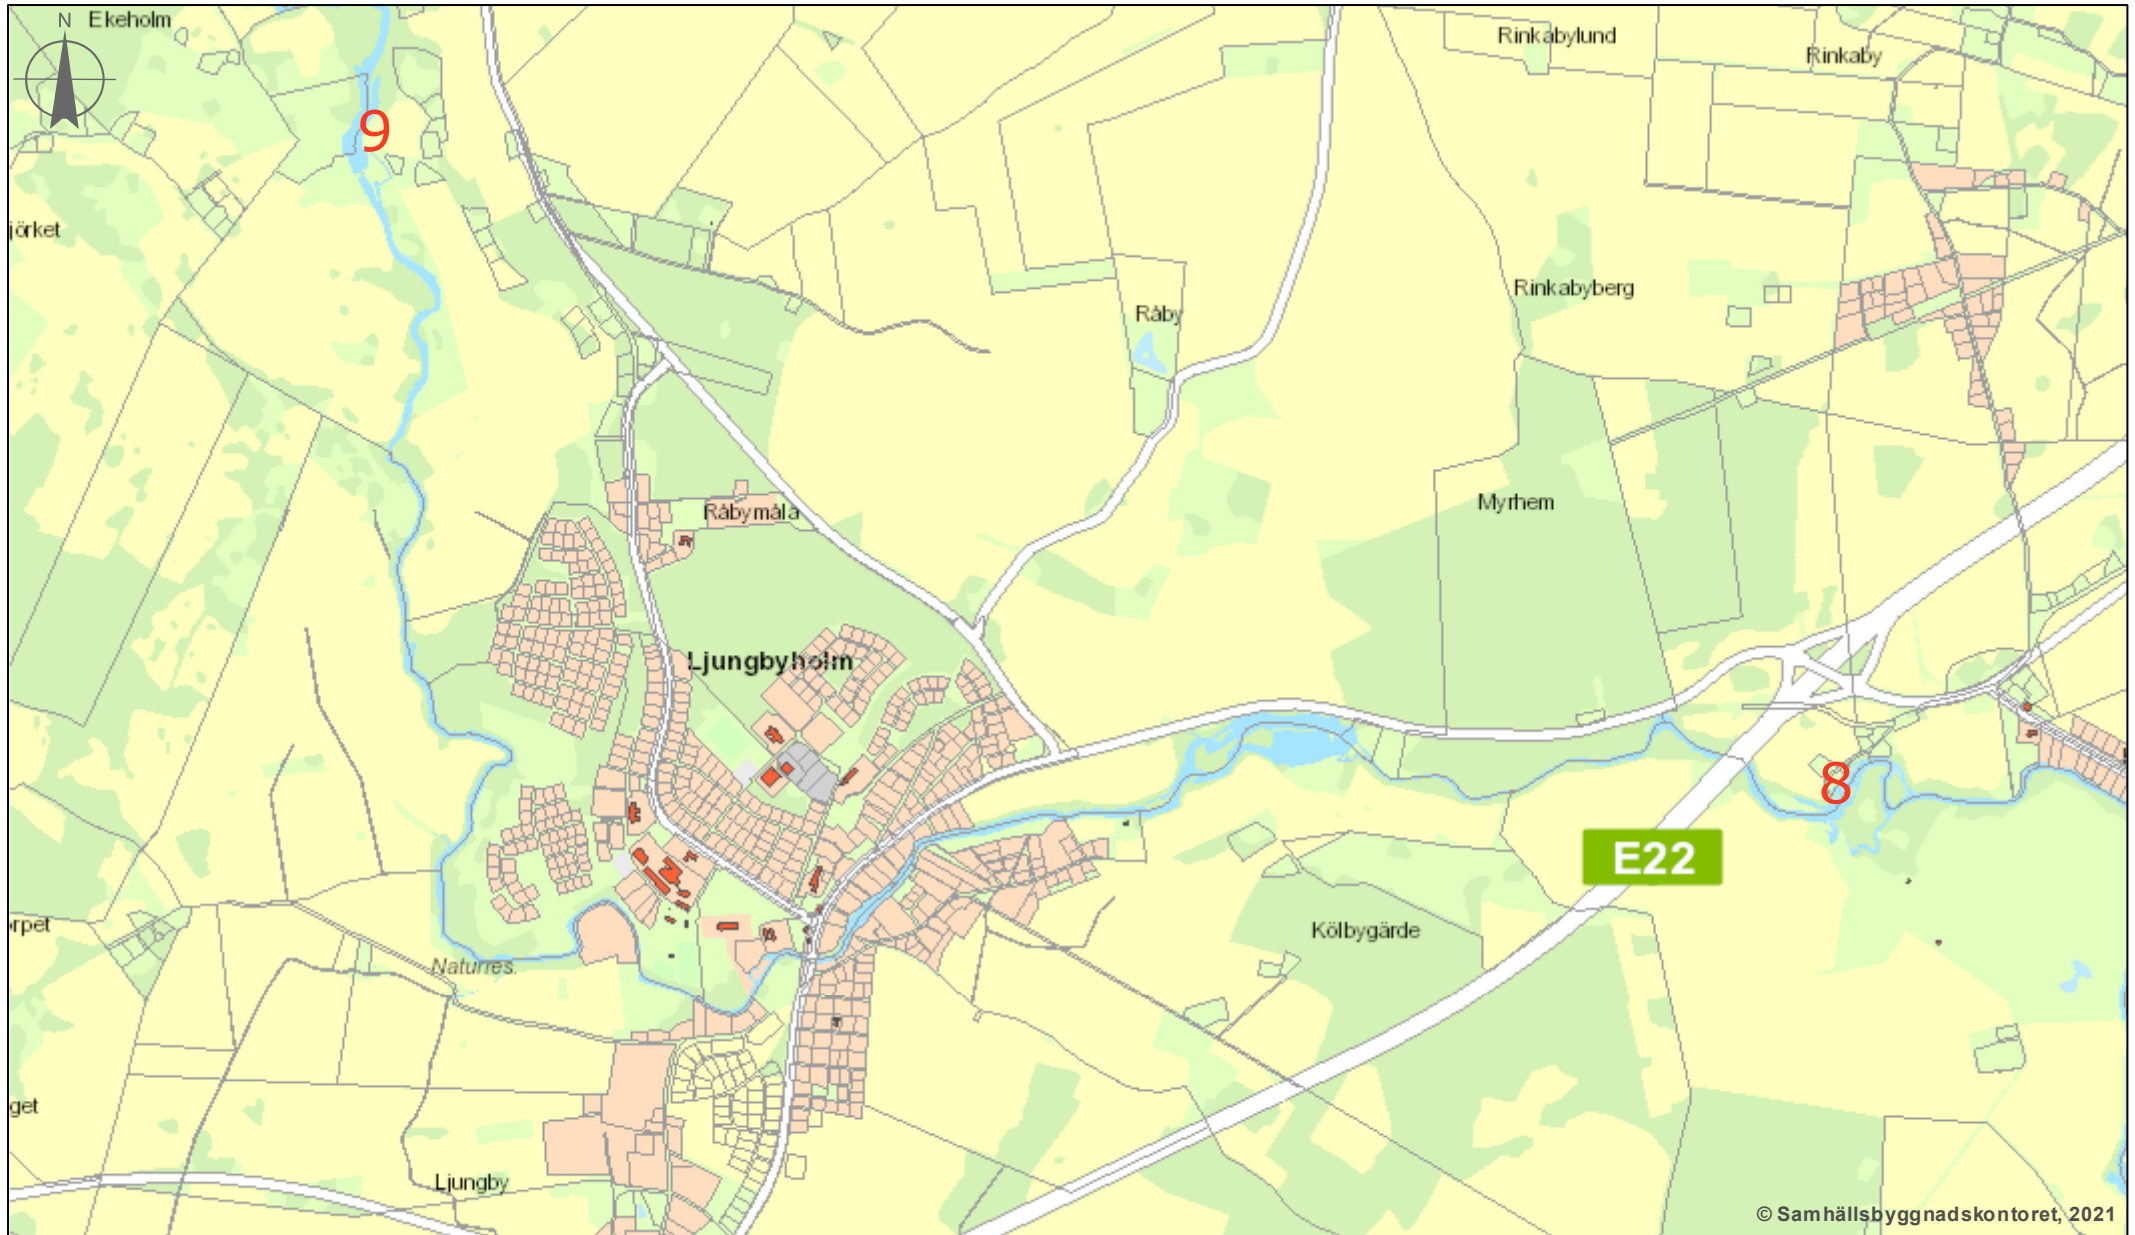 N
Ekeholm
Rinkabylund
Rinkaby
9
jörket
Rinkabyberg
Råby
Myrhem
Råbymåla
Ljungbyholm
8
E22
rpet
Kölbygärde
Naturres.
get
Ljungby
© Samhällsbyggnadskontoret, 2021